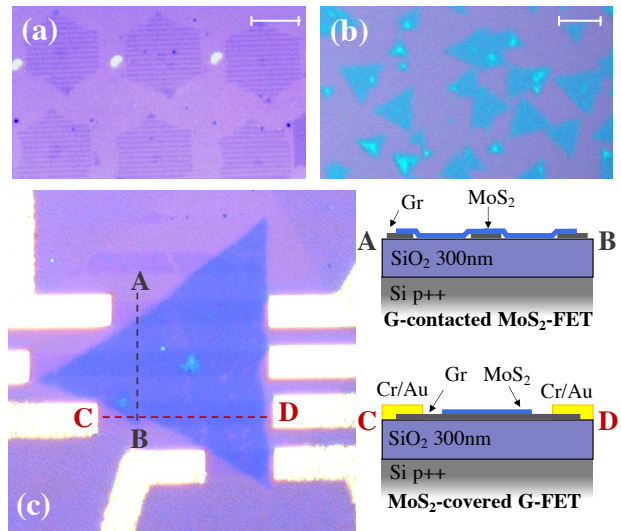 (a)
(b)
Gr
MoS₂
A
B
SiO₂ 300nm
Si p++
G-contacted MoS₂-FET
A
C
D
B
(c)
Gr
MoS₂
Cr/Au
Cr/Au
C
D
SiO₂ 300nm
Si p++
MoS₂-covered G-FET